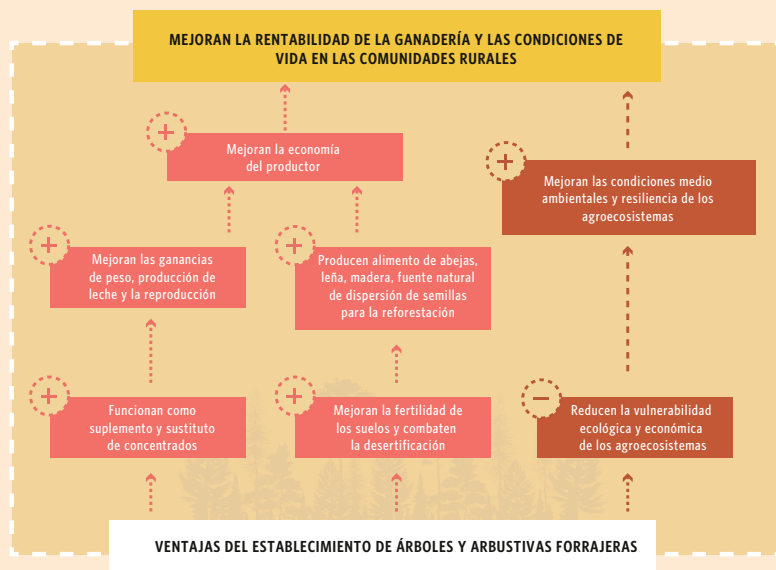 MEJORAN LA RENTABILIDAD DE LA GANADERÍA Y LAS CONDICIONES DE
VIDA EN LAS COMUNIDADES RURALES
Mejoran la economía
del productor
Mejoran las condiciones medio
ambientales y resiliencia de los
agroecosistemas
Mejoran las ganancias
de peso, producción de
leche y la reproducción
Producen alimento de abejas,
leña, madera, fuente natural
de dispersión de semillas
para la reforestación
Funcionan como
suplemento y sustituto
de concentrados
Mejoran la fertilidad de
los suelos y combaten
la desertificación
Reducen la vulnerabilidad
ecológica y económica
de los agroecosistemas
VENTAJAS DEL ESTABLECIMIENTO DE ÁRBOLES Y ARBUSTIVAS FORRAJERAS